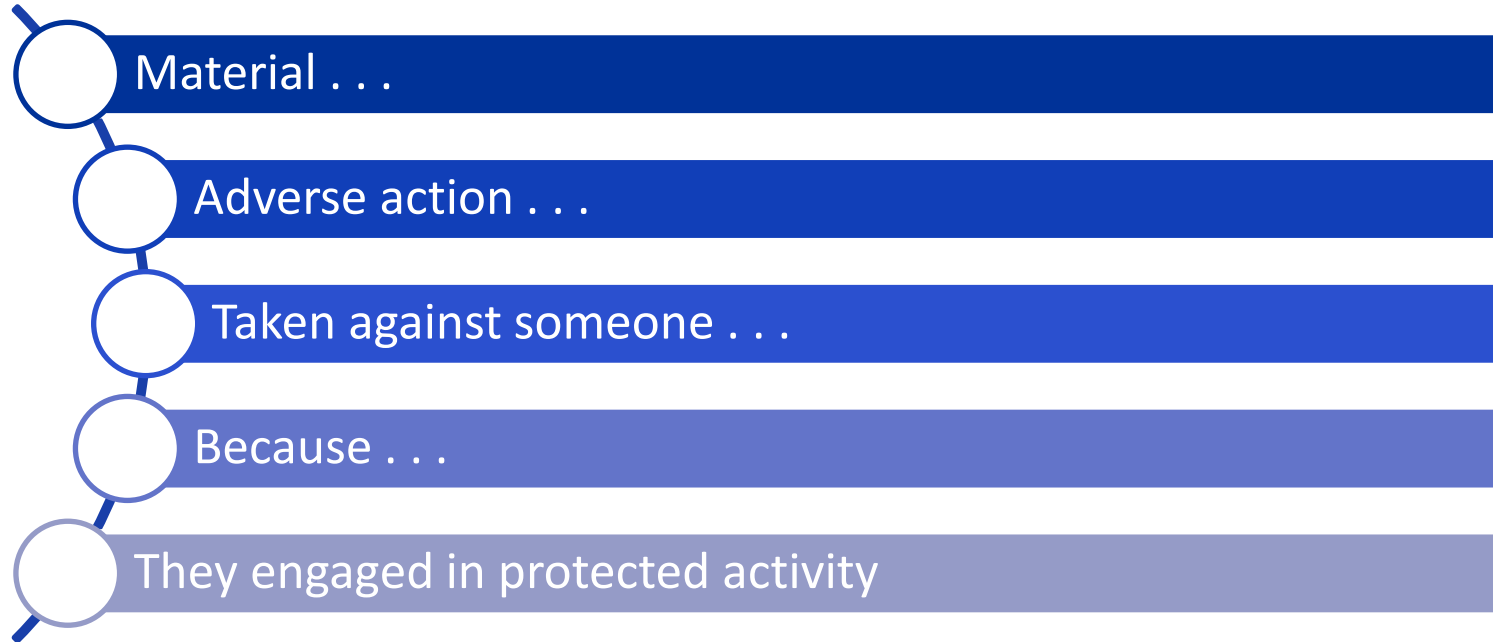 Material . . .
Adverse action . . .
Taken against someone . . .
Because . . .
They engaged in protected activity